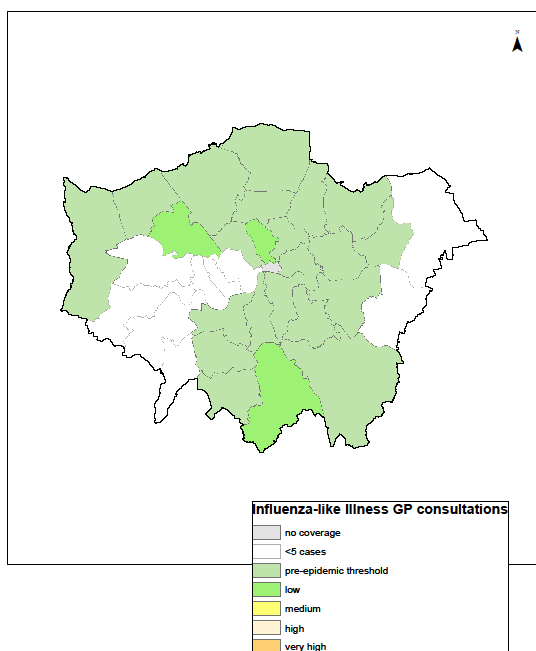 N
Influenza-like Illness GP consultations
no coverage
<5 cases
pre-epidemic threshold
low
medium
high
very high